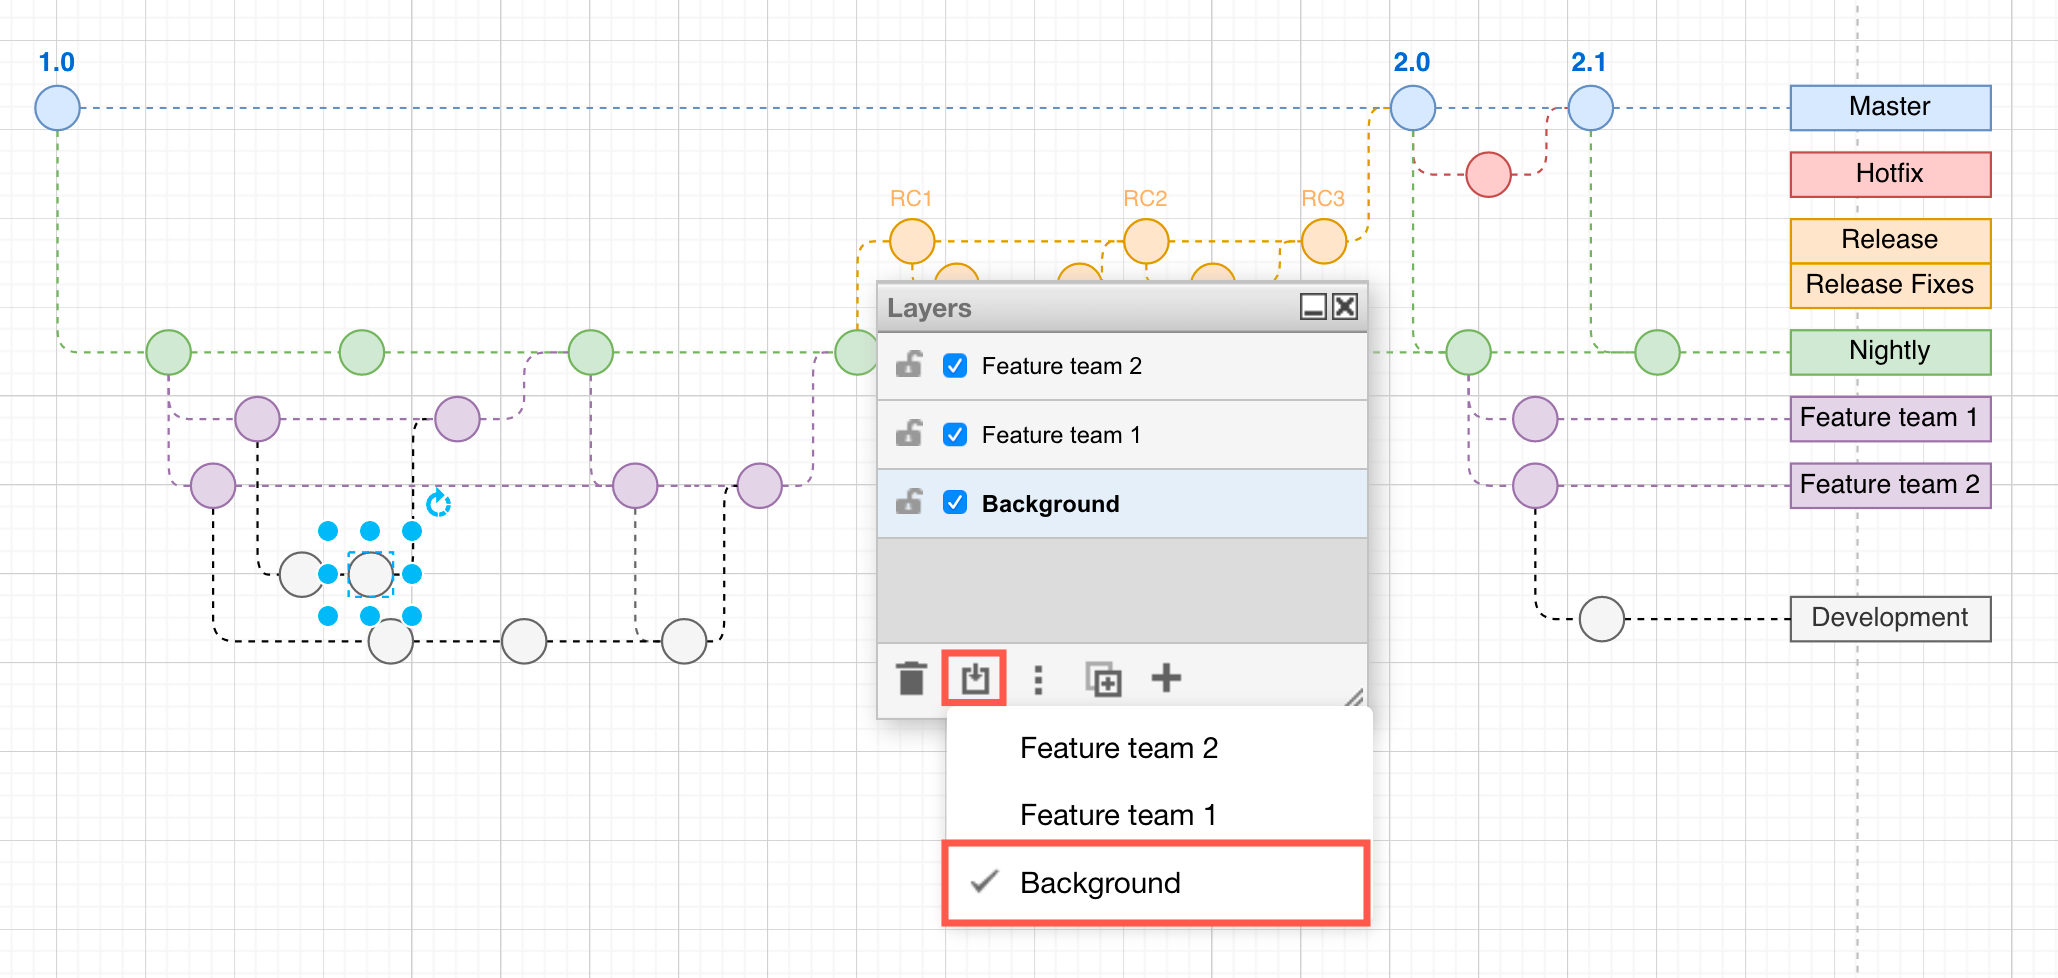 1.0
2.0
2.1
Master
Hotfix
RC1
RC2
RC3
Release
Release Fixes
Layers
Nightly
Feature team 2
Feature team 1
Feature team 1
Background
Feature team 2
Development
Feature team 2
Feature team 1
Background